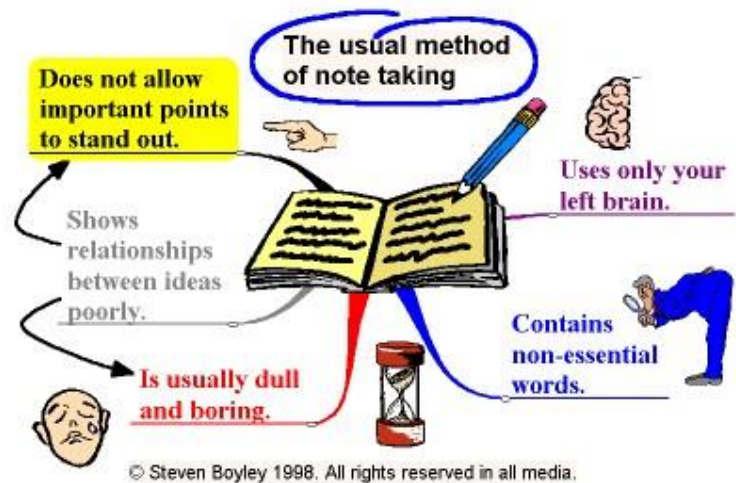 The usual method
of note taking
Does not allow
important points
to stand out.
Uses only your
left brain.
Shows
relationships
between ideas
poorly.
Contains
non-essential
words.
Is usually dull
and boring.
© Steven Boyley 1998. All rights reserved in all media.